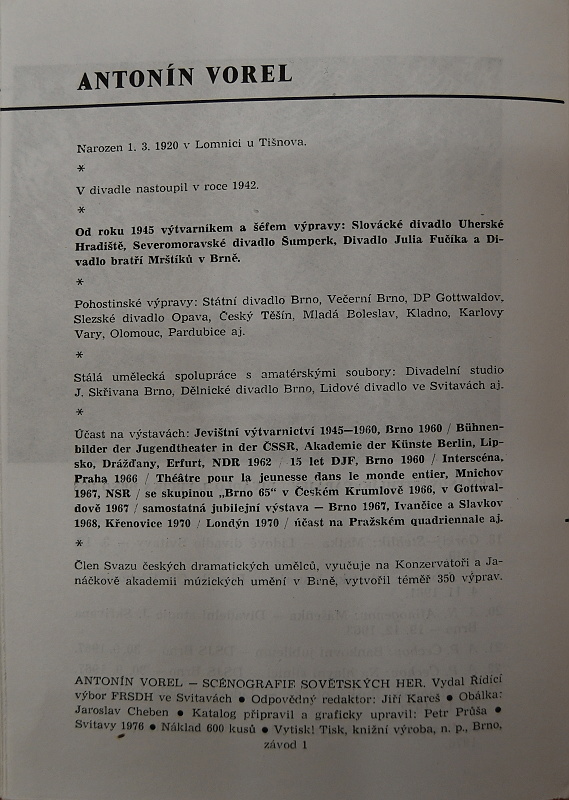 ANTONÍN VOREL
Narozen 1. 3. 1920 v Lomnici u Tišnova.
*
V divadle nastoupil v roce 1942.
*
Od roku 1945 výtvarníkem a šéfem výpravy: Slovácké divadlo Uherské
Hradiště, Severomoravské divadlo Šumperk, Divadlo Julia Fučíka a Di-
vadlo bratří Mrštíků v Brně.
*
Pohostinské výpravy: Státní divadlo Brno, Večerní Brno, DP Gottwaldov,
Slezské divadlo Opava, Český Těšín, Mladá Boleslav, Kladno, Karlovy
Vary, Olomouc, Pardubice aj.
*
Stálá umělecká spolupráce s amatérskými soubory: Divadelní studio
J. Skřivana Brno, Dělnické divadlo Brno, Lidové divadlo ve Svitavách aj.
*
Účast na výstavách: Jevištní výtvarnictví 1945—1960, Brno 1960 / Bühnen-
bilder der Jugendtheater in der ČSSR, Akademie der Künste Berlin, Lip-
sko, Drážďany, Erfurt, NDR 1962 / 15 let DJF, Brno 1960 / Interscéna,
Praha 1966 / Théâtre pour la jeunesse dans le monde entier, Mnichov
1967, NSR / se skupinou „Brno 65“ v Českém Krumlově 1966, v Gottwal-
dově 1967 / samostatná jubilejní výstava — Brno 1967, Ivančice a Slavkov
1968, Křenovice 1970 / Londýn 1970 / účast na Pražském quadriennale aj.
*
Člen Svazu českých dramatických umělců, vyučuje na Konzervatoři a Ja-
náčkově akademii múzických umění v Brně, vytvořil téměř 350 výprav.
ANTONÍN VOREL — SCÉNOGRAFIE SOVĚTSKÝCH HER. Vydal Řídící
výbor FRSDH ve Svitavách ● Odpovědný redaktor: Jiří Kareš ● Obálka:
Jaroslav Cheben ● Katalog připravil a graficky upravil: Petr Průša ●
Svitavy 1976 ● Náklad 600 kusů ● Vytiskl Tisk, knižní výroba, n. p., Brno,
závod 1